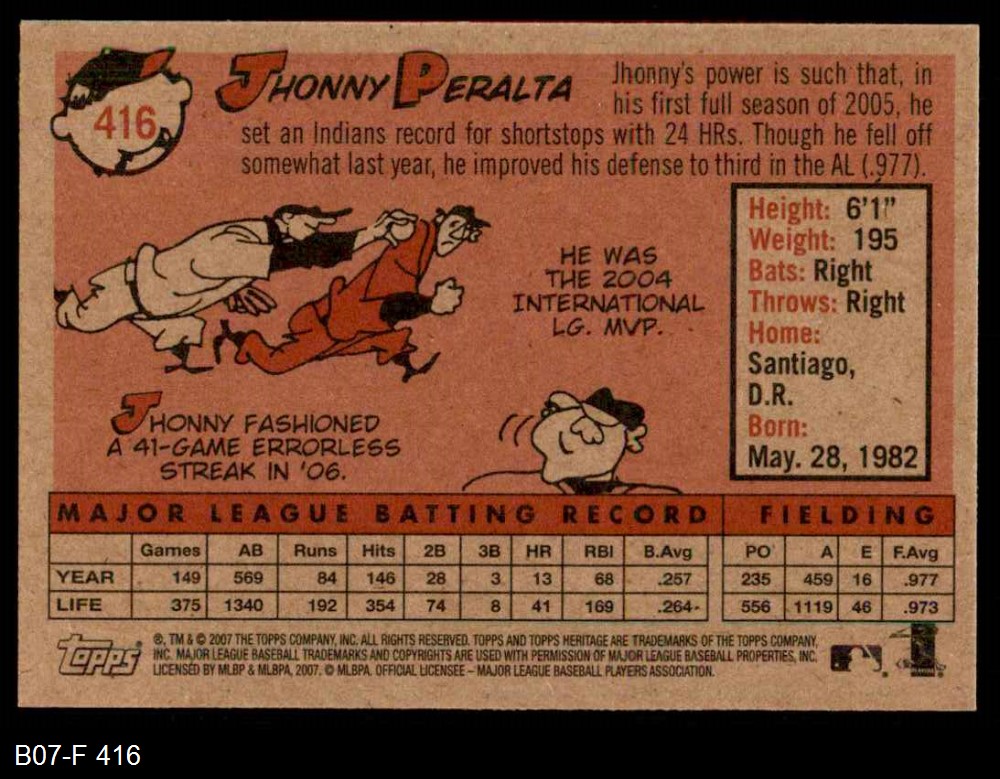 416
JHONNY PERALTA
Jhonny's power is such that, in
his first full season of 2005, he
set an Indians record for shortstops with 24 HRs. Though he fell off
somewhat last year, he improved his defense to third in the AL (.977).
HE WAS
THE 2004
INTERNATIONAL
LG. MVP.
Height: 6'1"
Weight: 195
Bats: Right
Throws: Right
Home:
Santiago,
D.R.
Born:
May. 28, 1982
JHONNY FASHIONED
A 41-GAME ERRORLESS
STREAK IN '06.
MAJOR LEAGUE BATTING RECORD FIELDING
Games AB Runs Hits 2B 3B HR RBI B.Avg PO A E F.Avg
YEAR 149 569 84 146 28 3 13 68 .257 235 459 16 .977
LIFE 375 1340 192 354 74 8 41 169 .264 556 1119 46 .973
Topps
®, TM & © 2007 THE TOPPS COMPANY, INC. ALL RIGHTS RESERVED. TOPPS AND TOPPS HERITAGE ARE TRADEMARKS OF THE TOPPS COMPANY,
INC. MAJOR LEAGUE BASEBALL TRADEMARKS AND COPYRIGHTS ARE USED WITH PERMISSION OF MAJOR LEAGUE BASEBALL PROPERTIES, INC.
LICENSED BY MLBP & MLBPA, 2007. © MLBPA. OFFICIAL LICENSEE – MAJOR LEAGUE BASEBALL PLAYERS ASSOCIATION.
B07-F 416